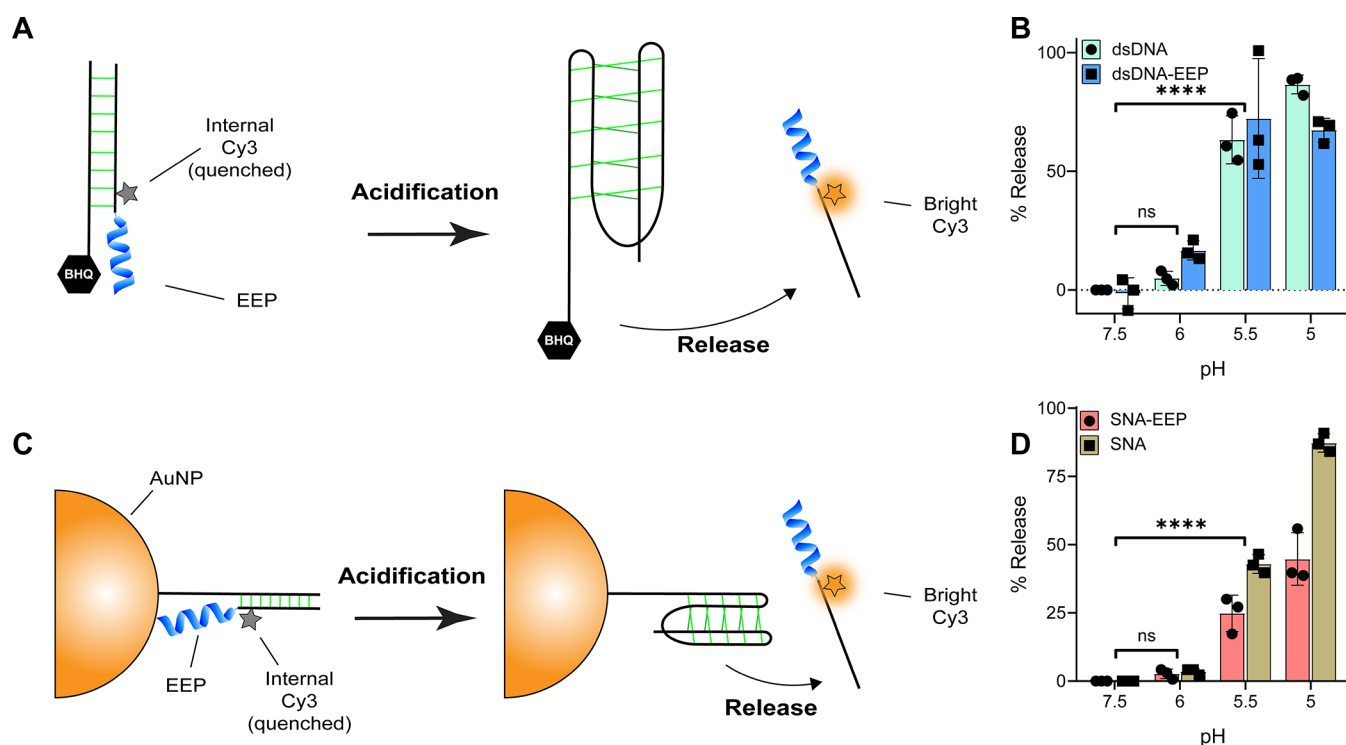 A
Internal
Cy3
(quenched)
BHQ
EEP
Acidification
BHQ
Release
Bright
Cy3
B
dsDNA
dsDNA-EEP
****
ns
% Release
100
50
0
7.5 6 5.5 5
pH
C
AuNP
EEP
Internal
Cy3
(quenched)
Acidification
Release
Bright
Cy3
D
SNA-EEP
SNA
****
ns
% Release
100
75
50
25
0
7.5 6 5.5 5
pH